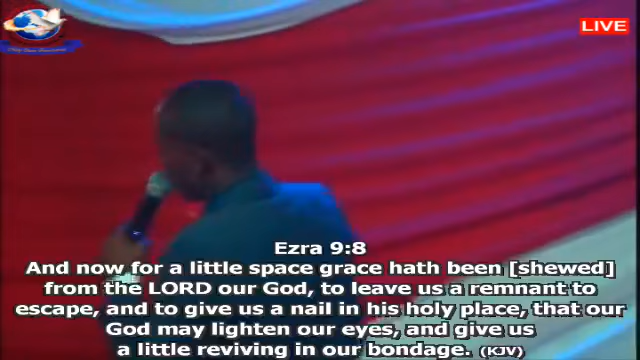 LIVE
Ezra 9:8
And now for a little space grace hath been [shewed]
from the LORD our God, to leave us a remnant to
escape, and to give us a nail in his holy place, that our
God may lighten our eyes, and give us
a little reviving in our bondage. (KJV)